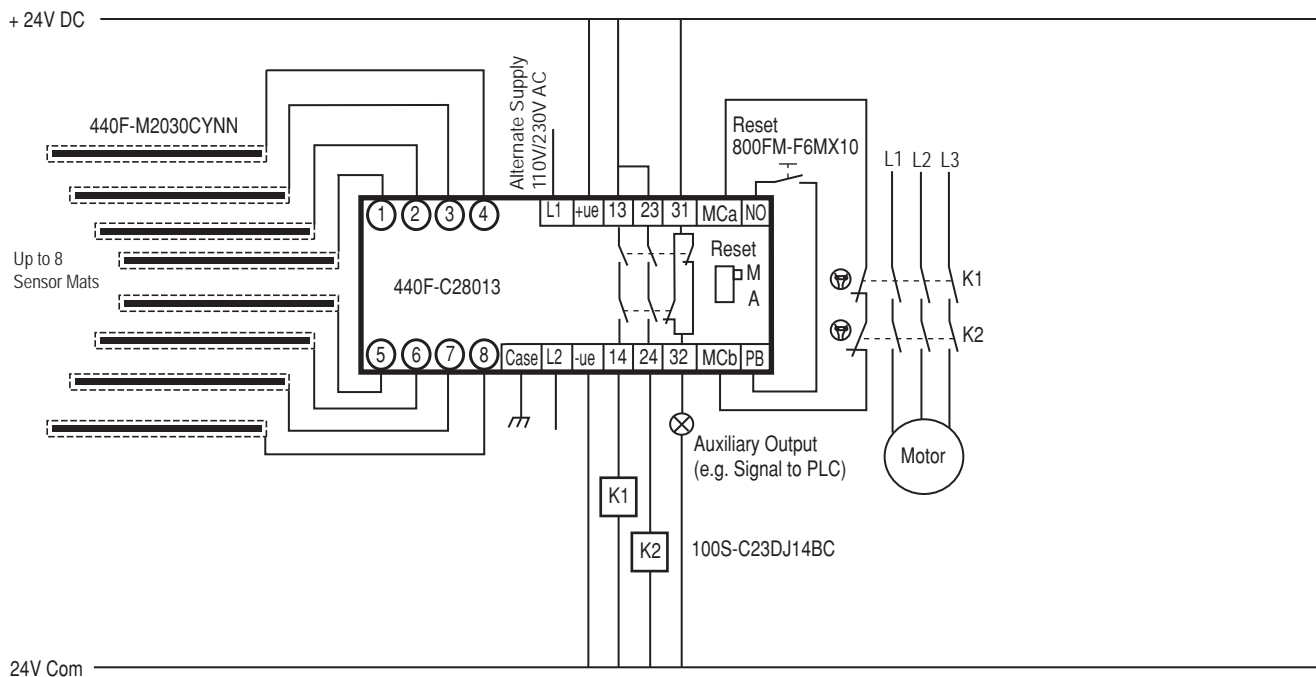 + 24V DC
440F-M2030CYNN
Alternate Supply
110V/230V AC
Reset
800FM-F6MX10
L1 L2 L3
1 2 3 4
L1 +ue 13 23 31 MCa NO
Up to 8
Sensor Mats
440F-C28013
Reset
M
A
K1
K2
5 6 7 8
Case L2 -ue 14 24 32 MCb PB
Auxiliary Output
(e.g. Signal to PLC)
Motor
K1
K2
100S-C23DJ14BC
24V Com